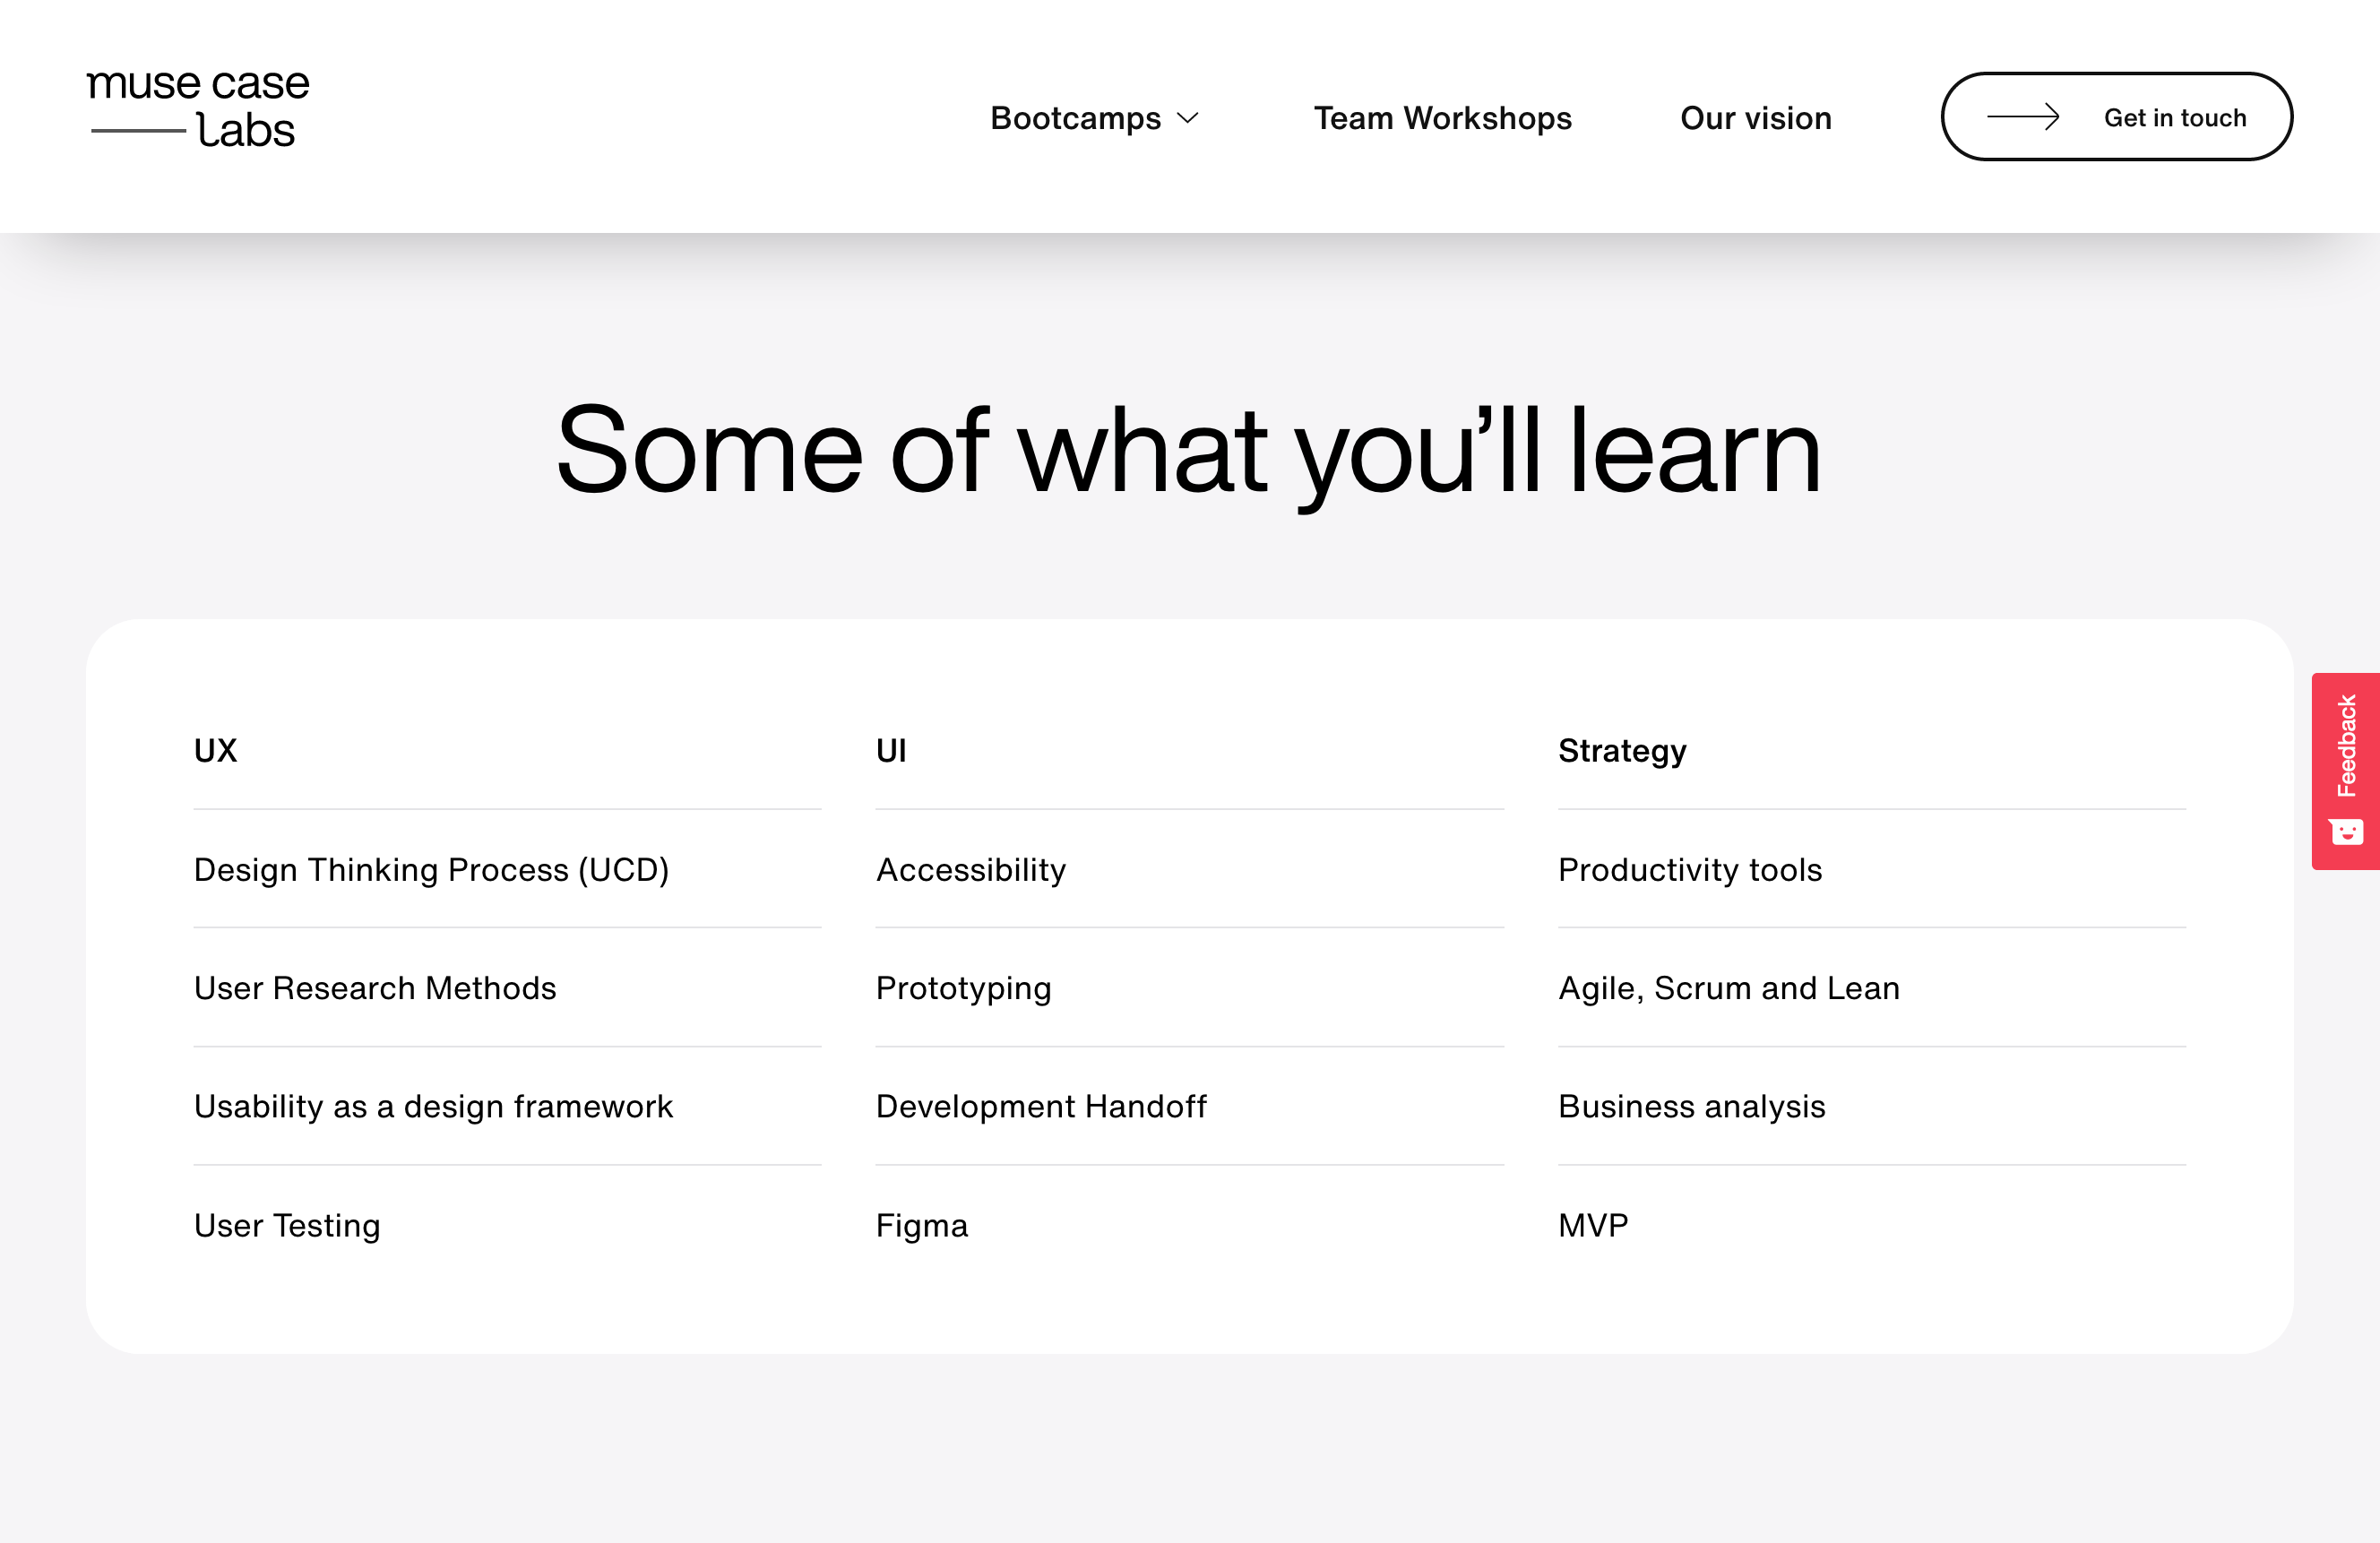 muse case
labs
Bootcamps
Team Workshops
Our vision
Get in touch
Some of what you’ll learn
UX
Design Thinking Process (UCD)
User Research Methods
Usability as a design framework
User Testing
UI
Accessibility
Prototyping
Development Handoff
Figma
Strategy
Productivity tools
Agile, Scrum and Lean
Business analysis
MVP
Feedback